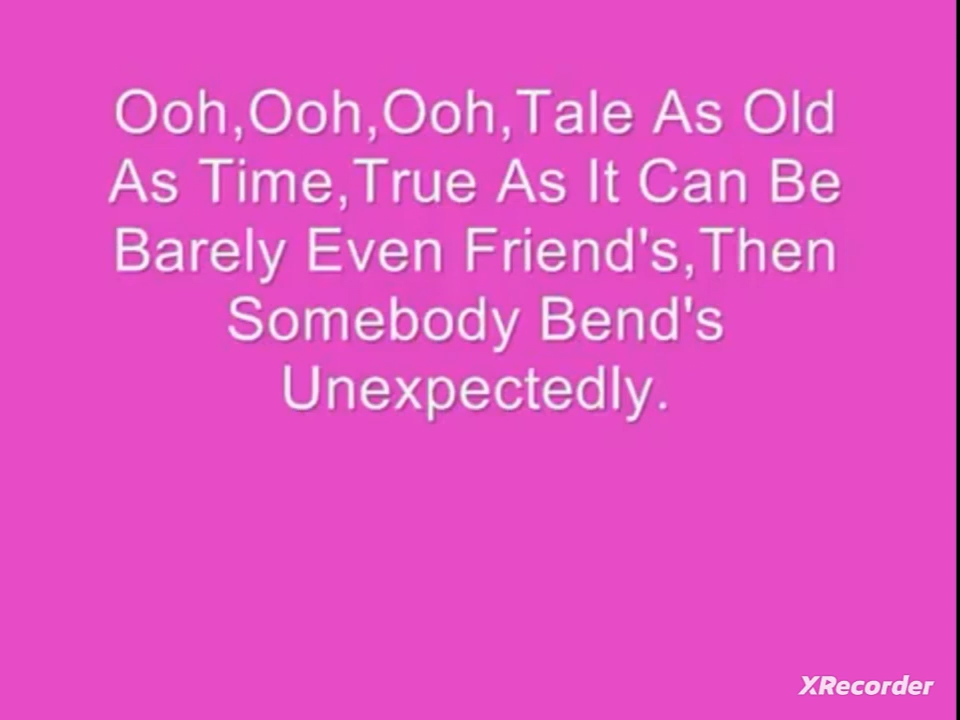 Ooh,Ooh,Ooh,Tale As Old
As Time,True As It Can Be
Barely Even Friend's,Then
Somebody Bend's
Unexpectedly.
XRecorder